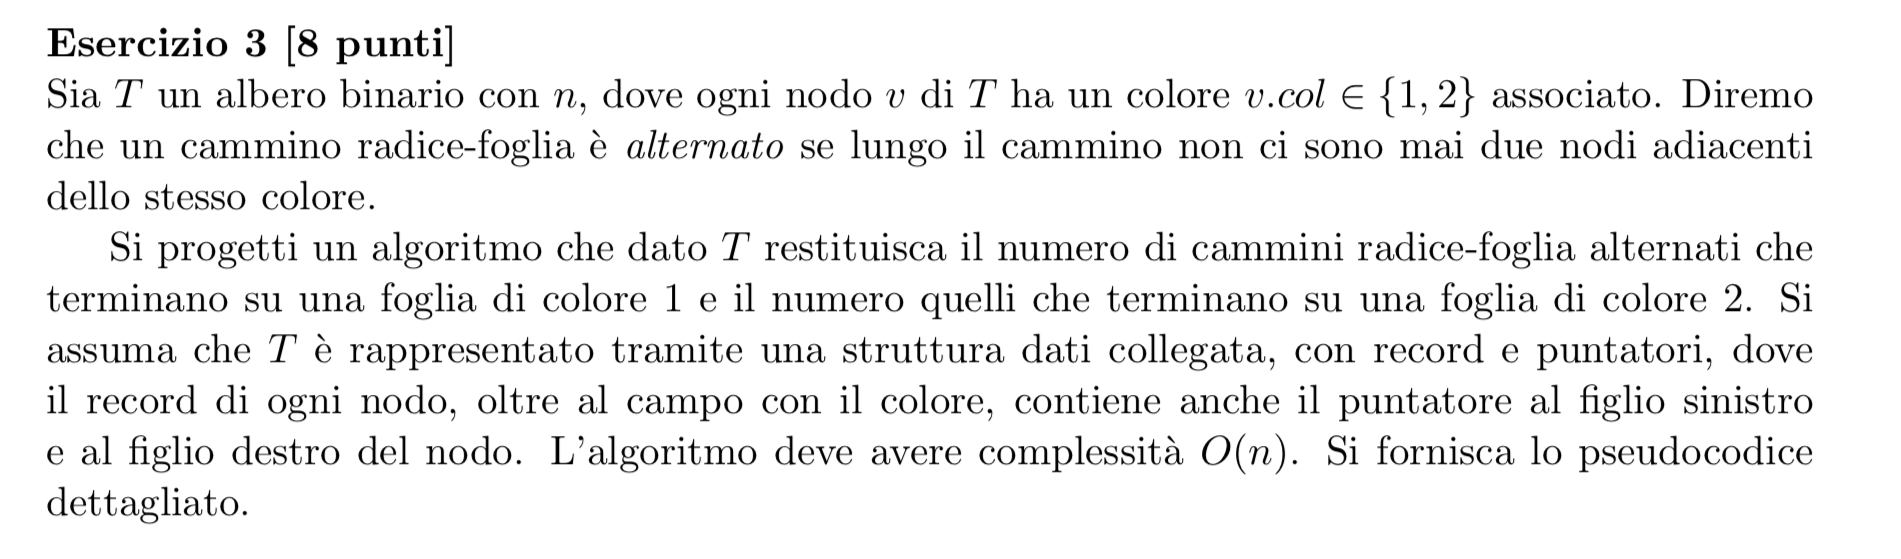 Esercizio 3 [8 punti]
Sia T un albero binario con n, dove ogni nodo v di T ha un colore v.col ∈ {1, 2} associato. Diremo
che un cammino radice-foglia è alternato se lungo il cammino non ci sono mai due nodi adiacenti
dello stesso colore.
Si progetti un algoritmo che dato T restituisca il numero di cammini radice-foglia alternati che
terminano su una foglia di colore 1 e il numero quelli che terminano su una foglia di colore 2. Si
assuma che T è rappresentato tramite una struttura dati collegata, con record e puntatori, dove
il record di ogni nodo, oltre al campo con il colore, contiene anche il puntatore al figlio sinistro
e al figlio destro del nodo. L'algoritmo deve avere complessità O(n). Si fornisca lo pseudocodice
dettagliato.